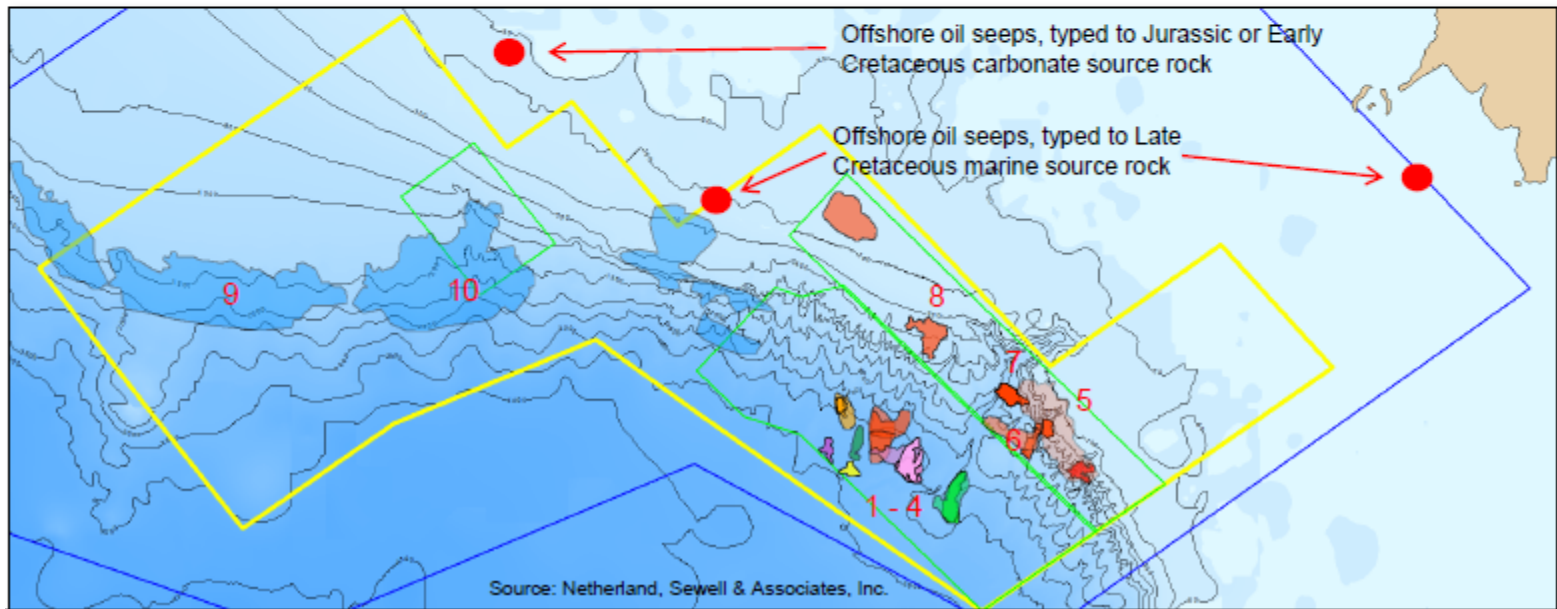 Offshore oil seeps, typed to Jurassic or Early
Cretaceous carbonate source rock
Offshore oil seeps, typed to Late
Cretaceous marine source rock
9
10
8
7
5
6
1 - 4
Source: Netherland, Sewell & Associates, Inc.